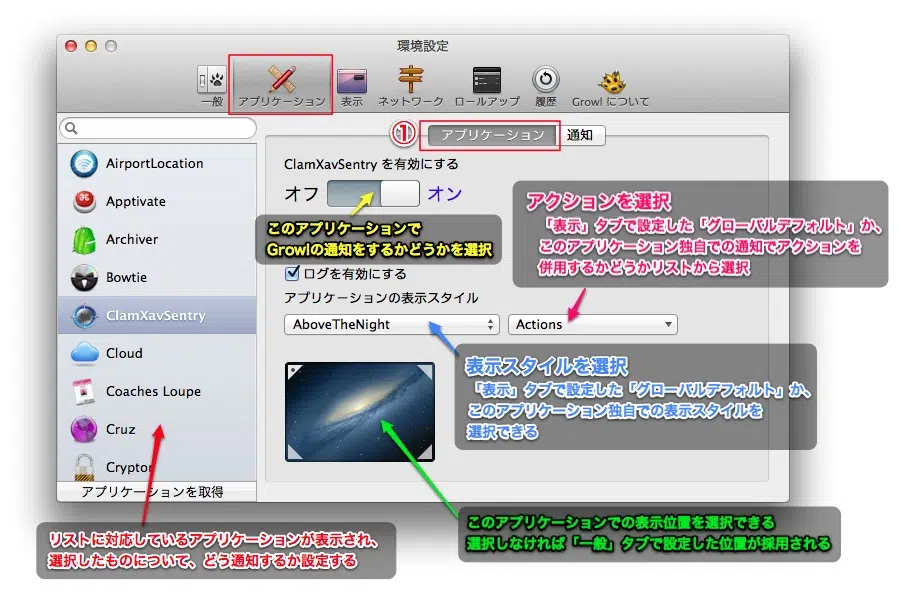 環境設定
一般
アプリケーション
表示
ネットワーク
ロールアップ
履歴
Growl について
① アプリケーション 通知
AirportLocation
Apptivate
Archiver
Bowtie
ClamXavSentry
Cloud
Coaches Loupe
Cruz
Cryptor
アプリケーションを取得
ClamXavSentry を有効にする
オフ オン
このアプリケーションで
Growlの通知をするかどうかを選択
ログを有効にする
アプリケーションの表示スタイル
AboveTheNight
Actions
アクションを選択
「表示」タブで設定した「グローバルデフォルト」か、
このアプリケーション独自での通知でアクションを
併用するかどうかリストから選択
表示スタイルを選択
「表示」タブで設定した「グローバルデフォルト」か、
このアプリケーション独自での表示スタイルを
選択できる
このアプリケーションでの表示位置を選択できる
選択しなければ「一般」タブで設定した位置が採用される
リストに対応しているアプリケーションが表示され、
選択したものについて、どう通知するか設定する